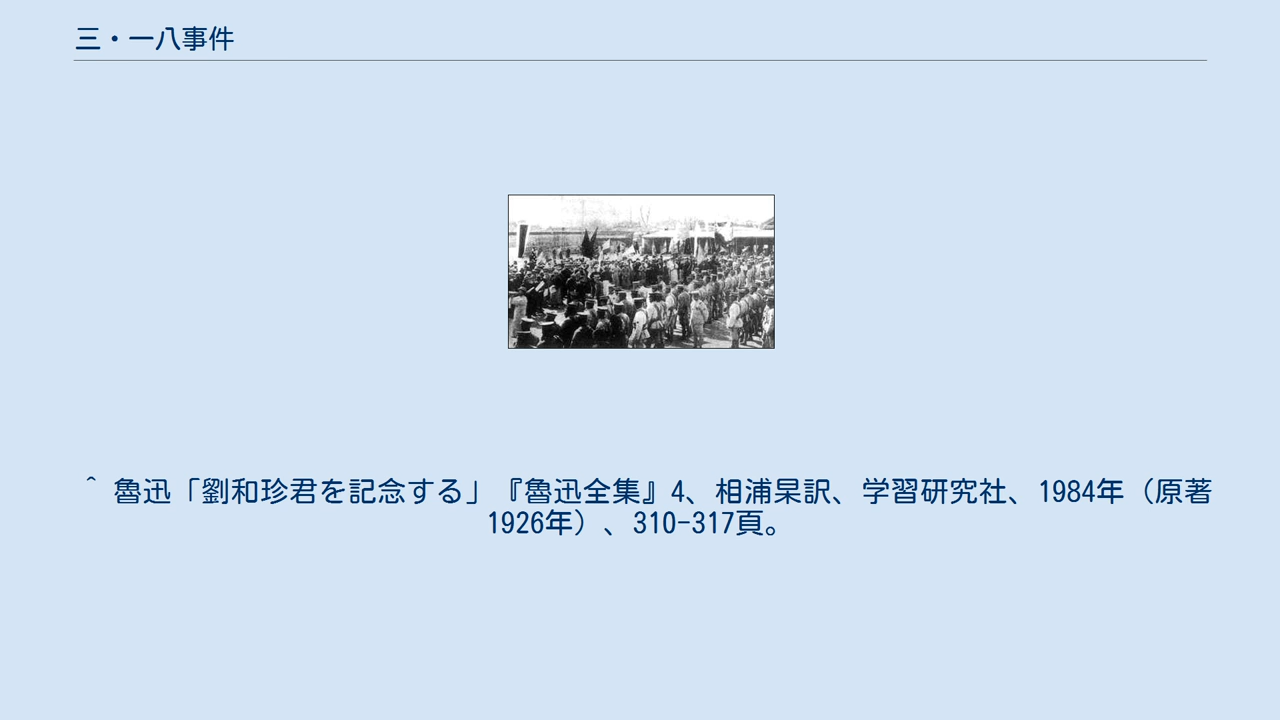 三・一八事件
^ 魯迅「劉和珍君を記念する」『魯迅全集』4、相浦杲訳、学習研究社、1984年（原著
1926年）、310-317頁。